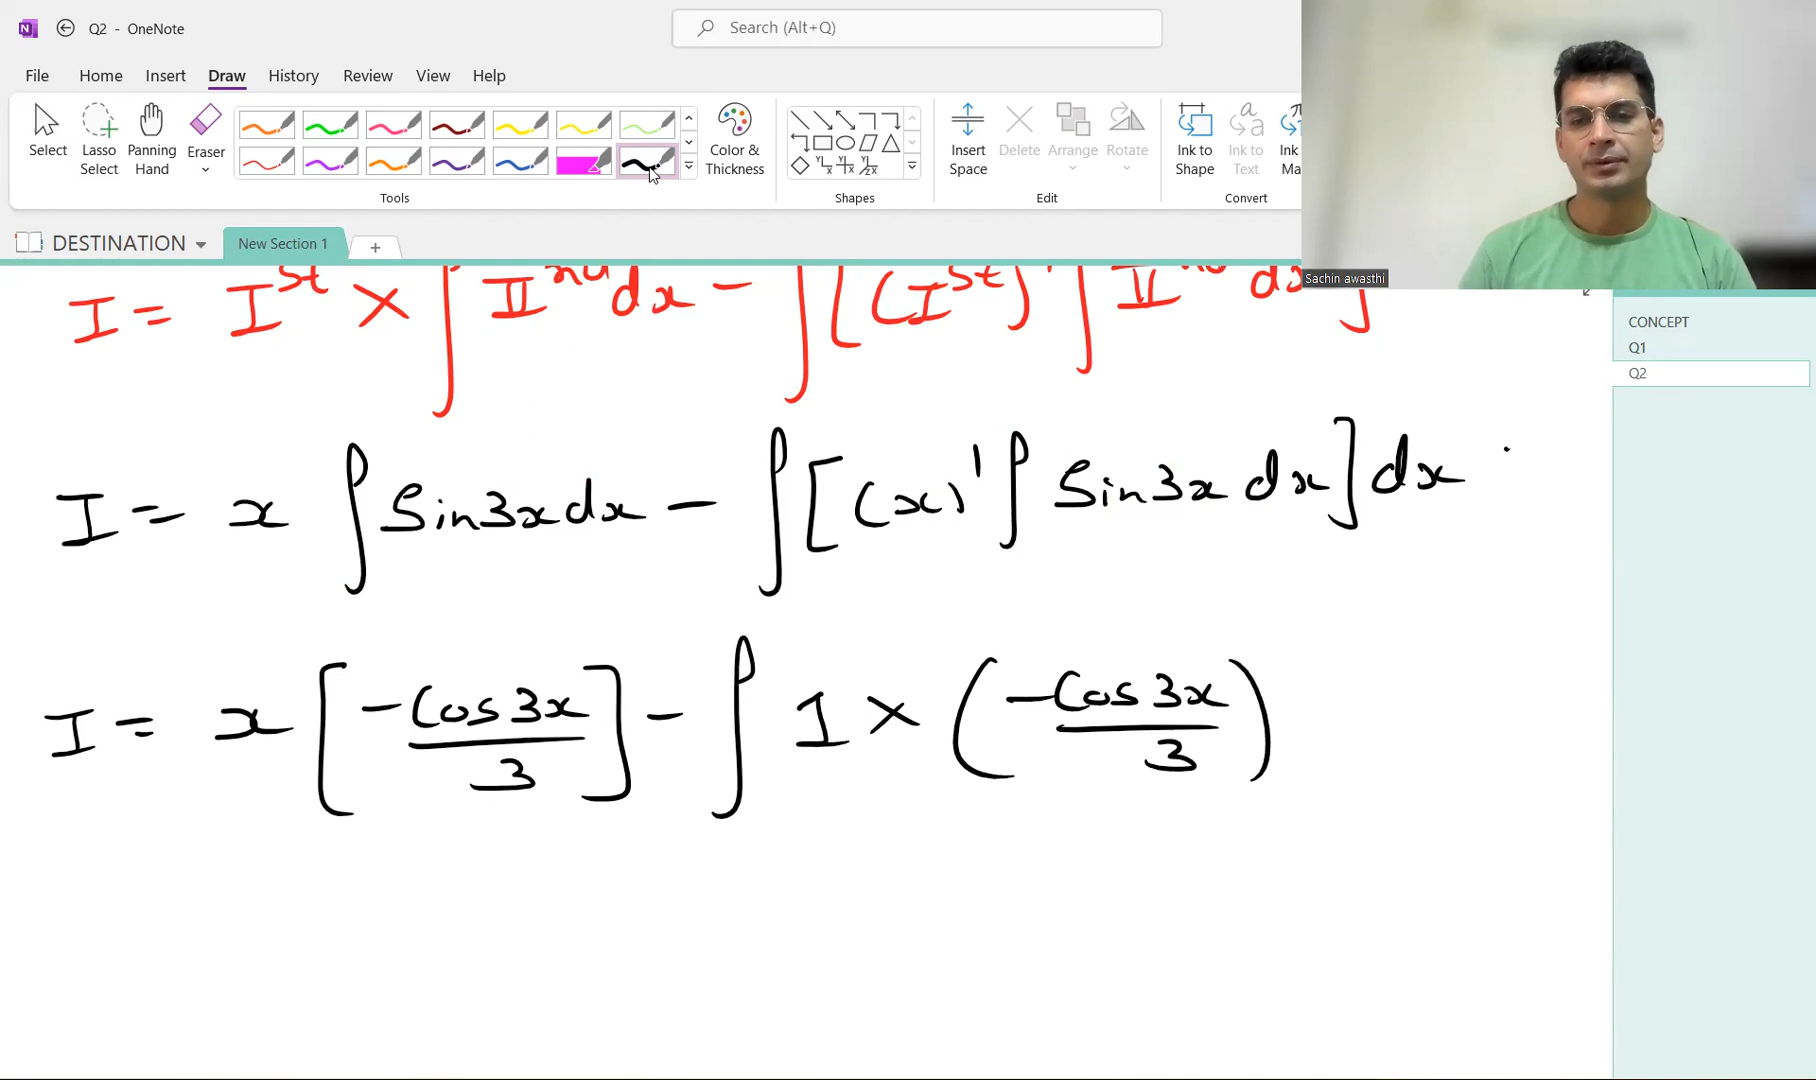 Q2 - OneNote
Search (Alt+Q)
File Home Insert Draw History Review View Help
Select
Lasso Select
Panning Hand
Eraser
Color & Thickness
Insert Space
Delete
Arrange
Rotate
Ink to Shape
Ink to Text
Ink Ma
Tools
Shapes
Edit
Convert
DESTINATION
New Section 1
+
Sachin awasthi
CONCEPT
Q1
Q2
I = Iˢᵗ × ∫ IIⁿᵈ dx - ∫ [(Iˢᵗ)' ∫ IIⁿᵈ dx]
I = x ∫ Sin3x dx - ∫ [(x)' ∫ Sin3x dx] dx
I = x [-Cos3x/3] - ∫ 1 × (-Cos3x/3)